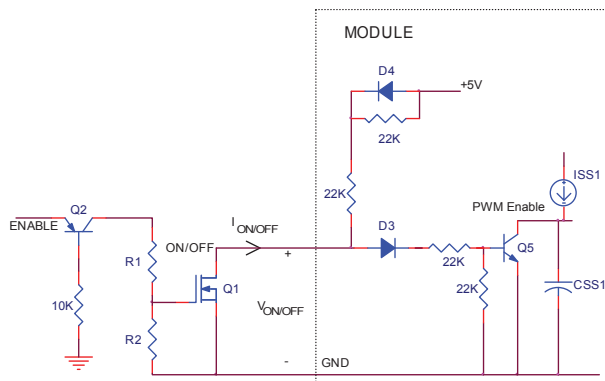 MODULE
D4
+5V
22K
ISS1
22K
PWM Enable
Q2
ENABLE
I ON/OFF
D3
ON/OFF
+
Q5
R1
22K
Q1
22K
CSS1
10K
V ON/OFF
R2
-
GND